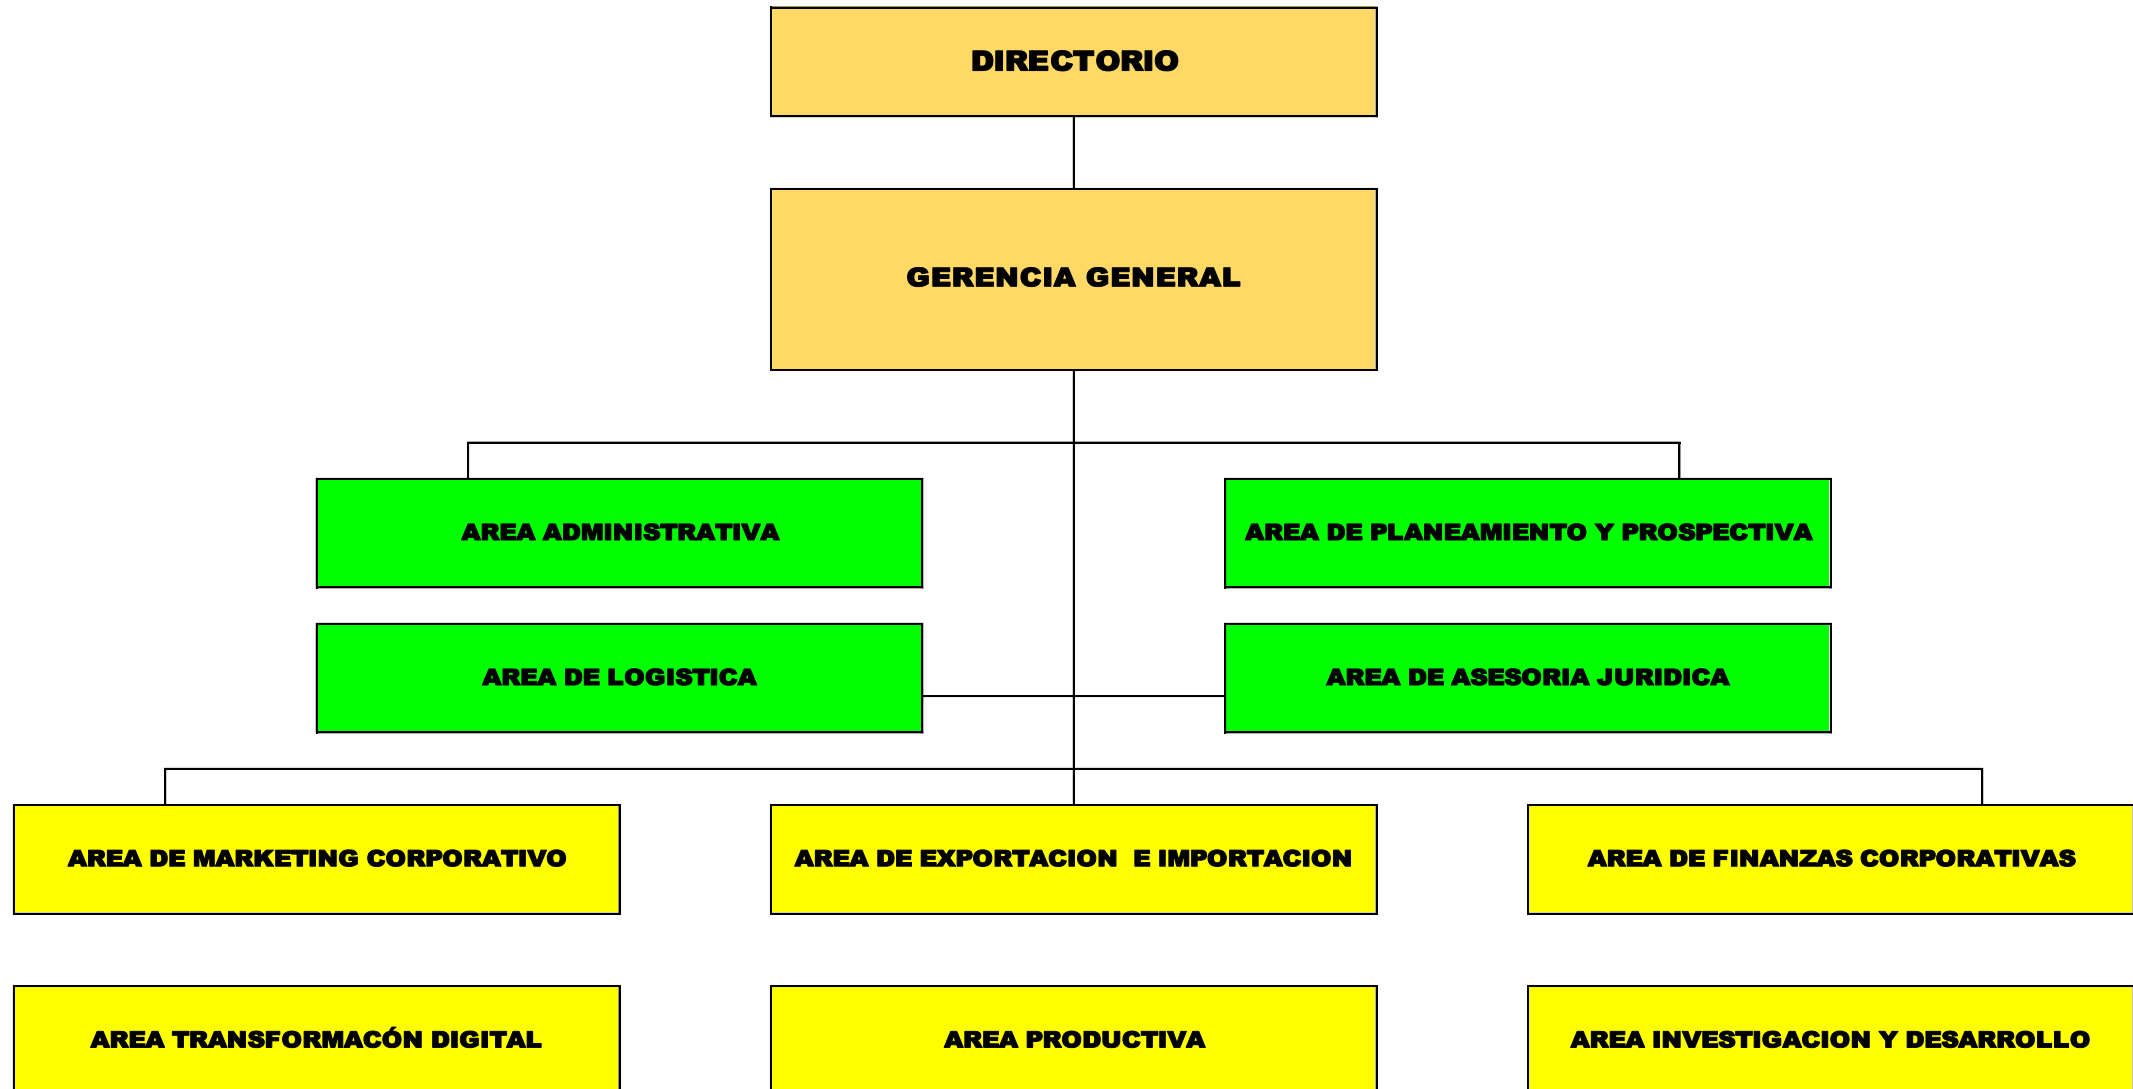 DIRECTORIO
GERENCIA GENERAL
AREA ADMINISTRATIVA
AREA DE PLANEAMIENTO Y PROSPECTIVA
AREA DE LOGISTICA
AREA DE ASESORIA JURIDICA
AREA DE MARKETING CORPORATIVO
AREA DE EXPORTACION  E IMPORTACION
AREA DE FINANZAS CORPORATIVAS
AREA TRANSFORMACÓN DIGITAL
AREA PRODUCTIVA
AREA INVESTIGACION Y DESARROLLO